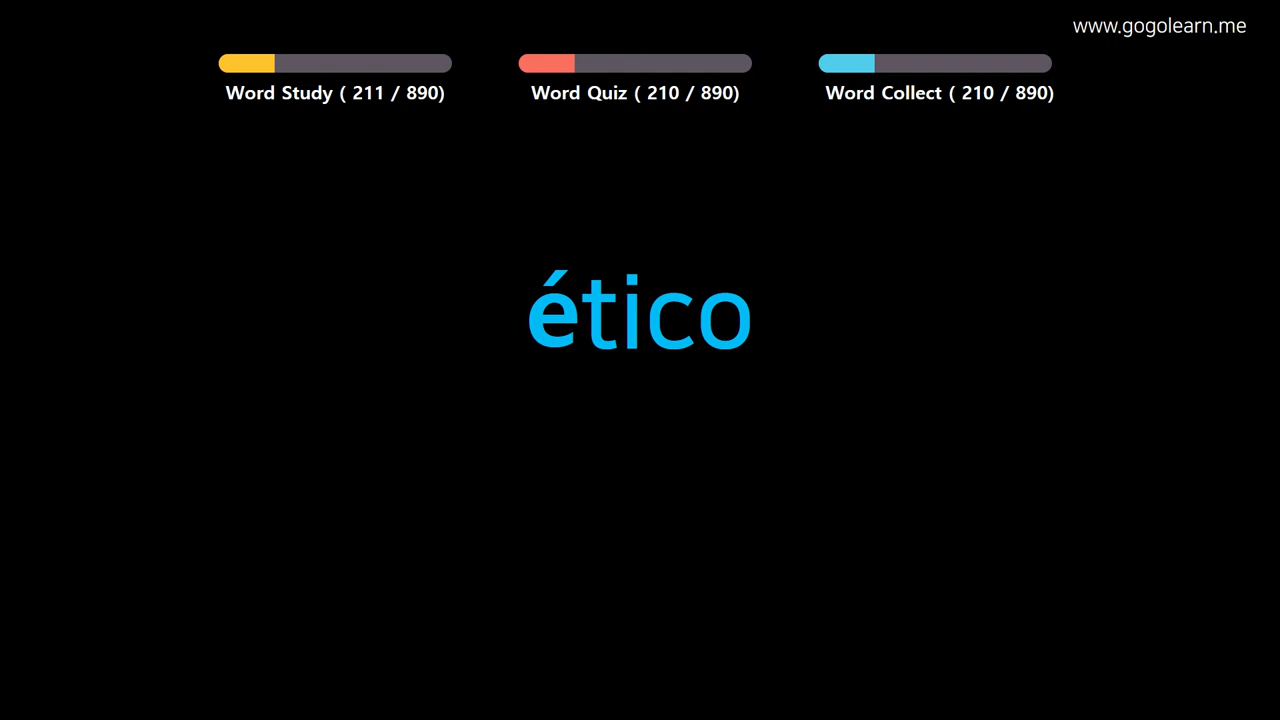 www.gogolearn.me
Word Study ( 211 / 890)
Word Quiz ( 210 / 890)
Word Collect ( 210 / 890)
ético